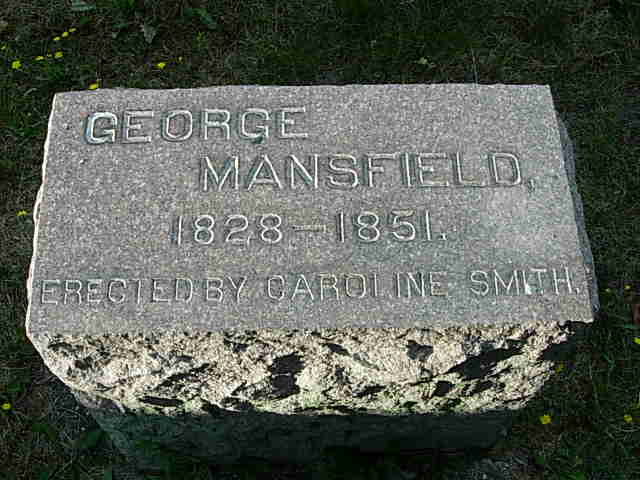 GEORGE
MANSFIELD,
1828-1851.
ERECTED BY CAROLINE SMITH.